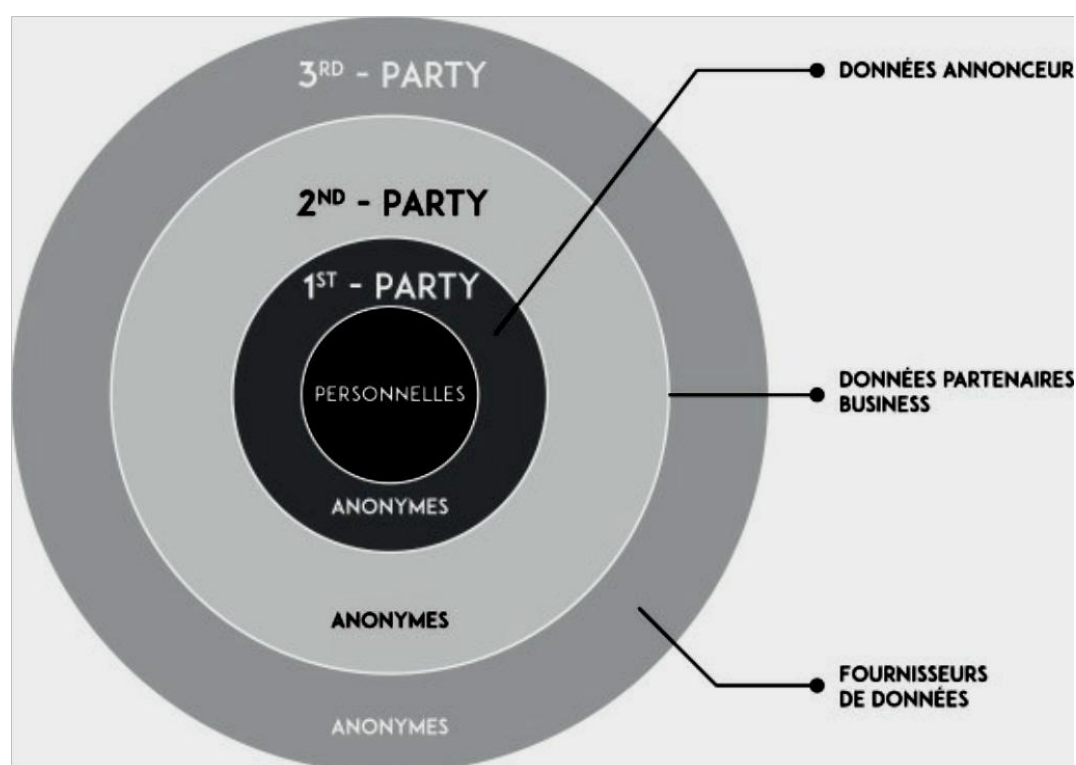 3RD - PARTY
2ND - PARTY
1ST - PARTY
PERSONNELLES
ANONYMES
ANONYMES
ANONYMES
DONNÉES ANNONCEUR
DONNÉES PARTENAIRES
BUSINESS
FOURNISSEURS
DE DONNÉES